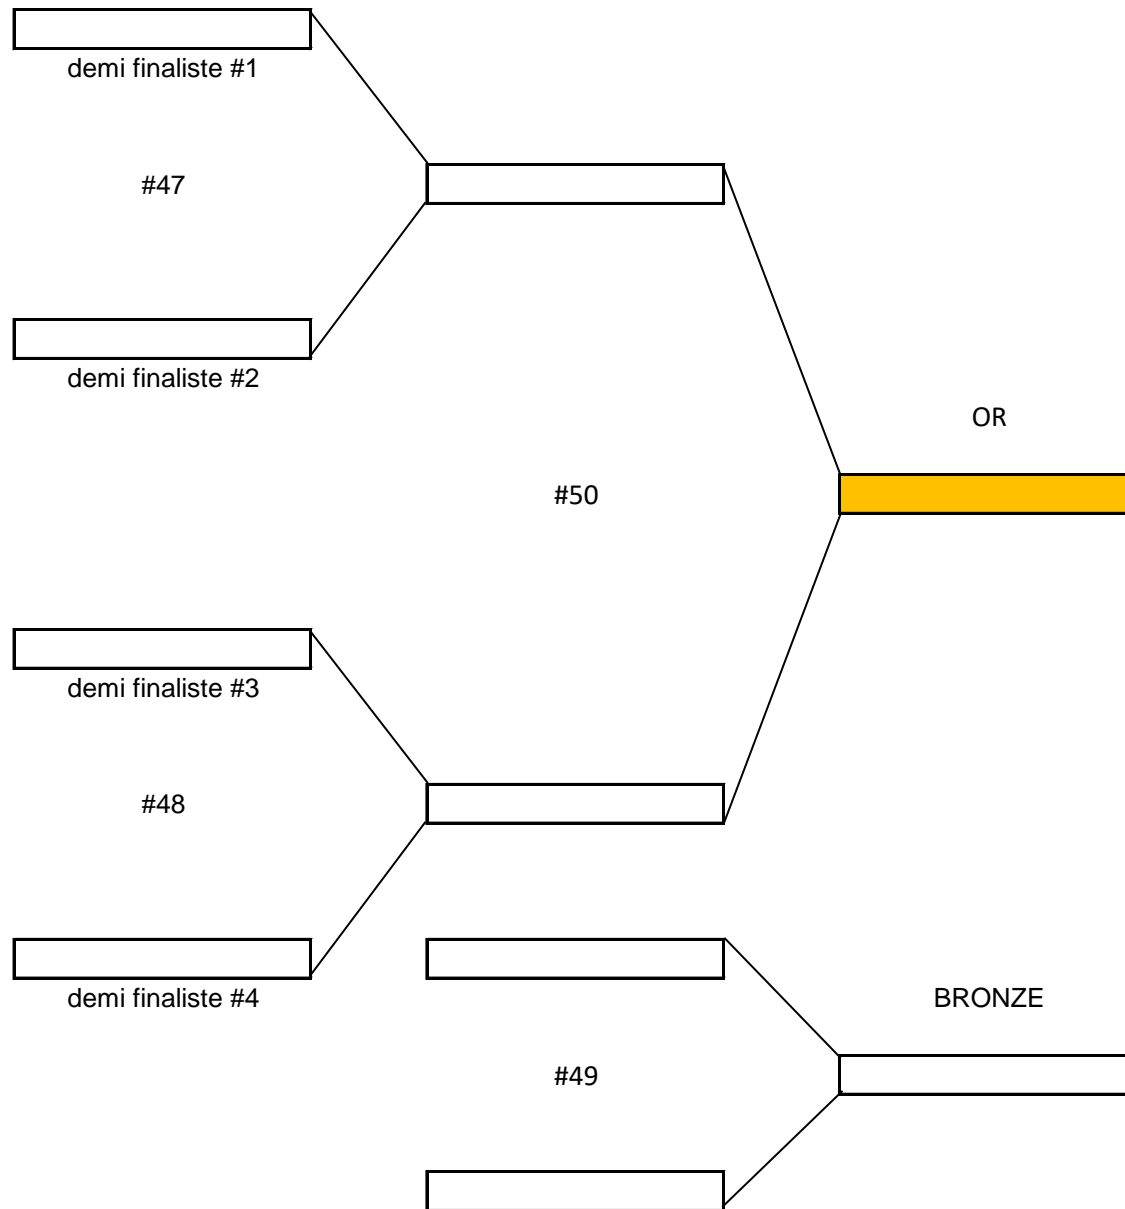 demi finaliste #1
#47
demi finaliste #2
OR
#50
demi finaliste #3
#48
demi finaliste #4
BRONZE
#49